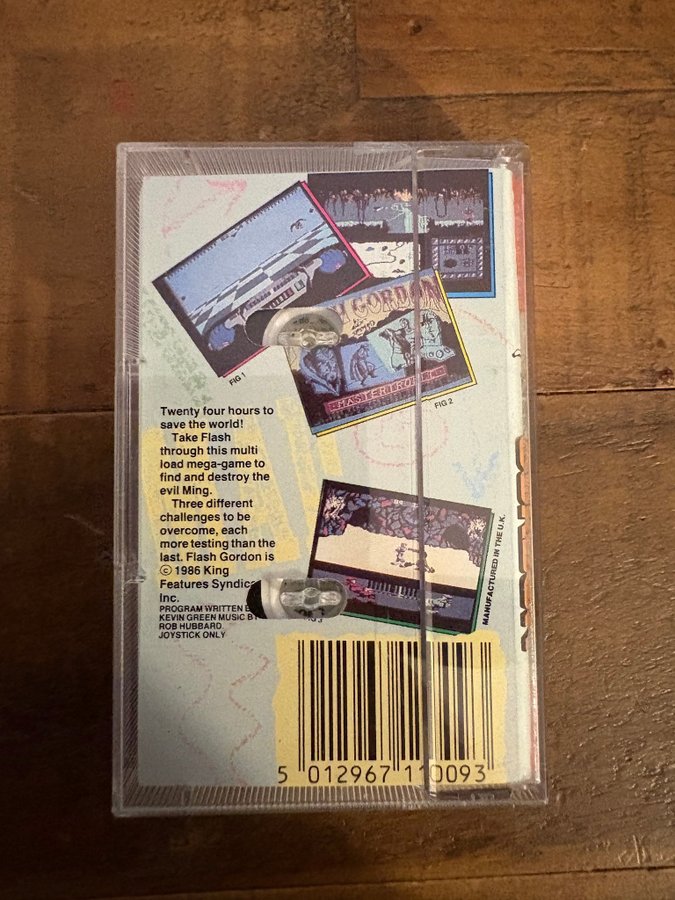 GORDON
MASTERTRONIC
FIG 1
FIG 2
Twenty four hours to
save the world!
Take Flash
through this multi
load mega-game to
find and destroy the
evil Ming.
Three different
challenges to be
overcome, each
more testing than the
last. Flash Gordon is
© 1986 King
Features
Inc.
PROGRAM WRITTEN
KEVIN GREEN MUSIC
ROB HUBBARD
JOYSTICK ONLY
MANUFACTURED IN THE U.K.
5 012967 110093